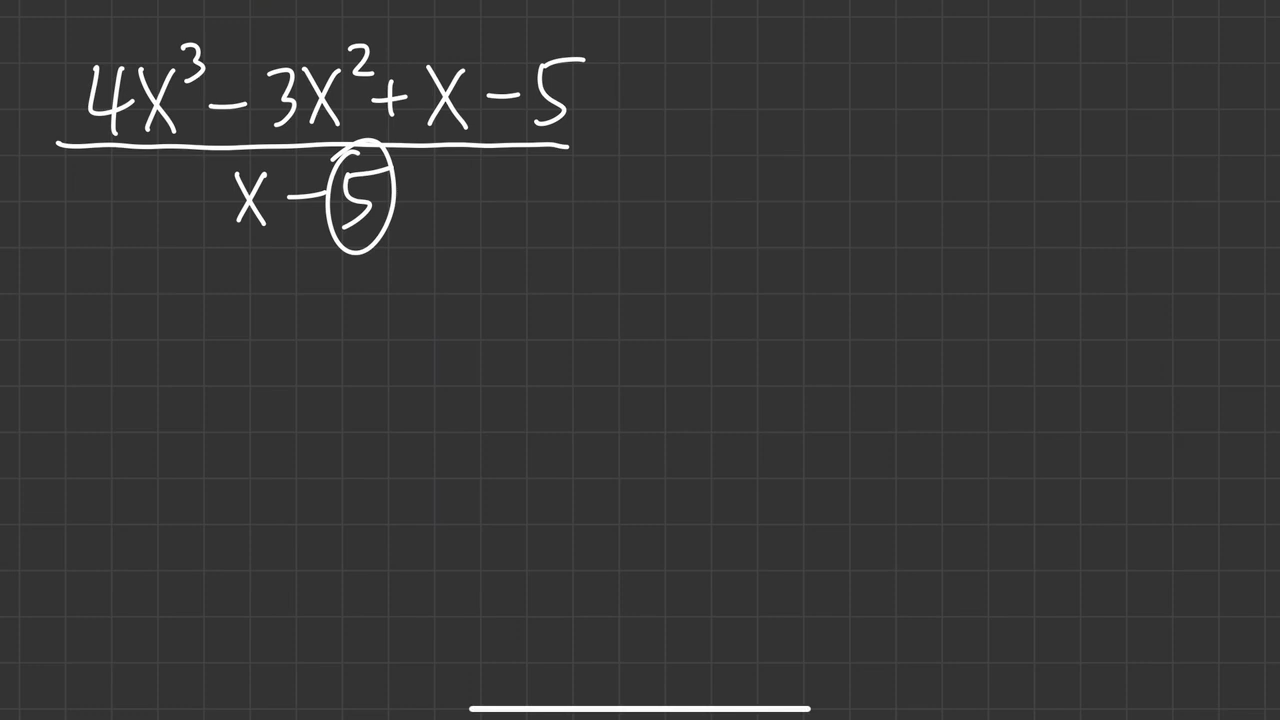 4x³ - 3x² + x - 5
x - 5